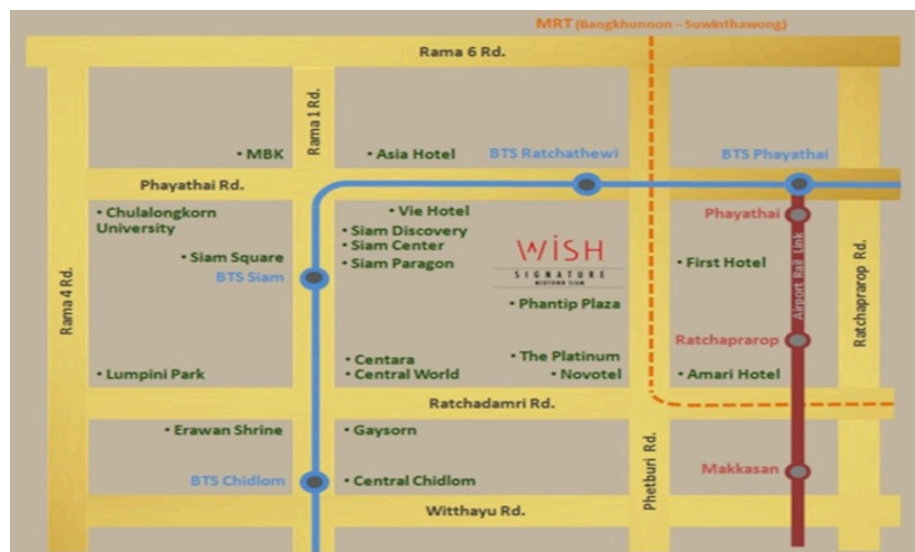 MRT (Bangkhunnon – Suwinthawong)
Rama 6 Rd.
Rama 1 Rd.
• MBK
• Asia Hotel
BTS Ratchathewi
BTS Phayathai
Phayathai Rd.
• Chulalongkorn
University
• Vie Hotel
• Siam Discovery
• Siam Center
• Siam Paragon
• Siam Square
BTS Siam
WISH
SIGNATURE
MIDTOWN SIAM
• Phantip Plaza
Phayathai
• First Hotel
Airport Rail Link
Ratchaprarop Rd.
Rama 4 Rd.
Ratchaprarop
• Lumpini Park
• Centara
• Central World
• The Platinum
• Novotel
• Amari Hotel
Ratchadamri Rd.
• Erawan Shrine
• Gaysorn
BTS Chidlom
• Central Chidlom
Phetburi Rd.
Makkasan
Witthayu Rd.